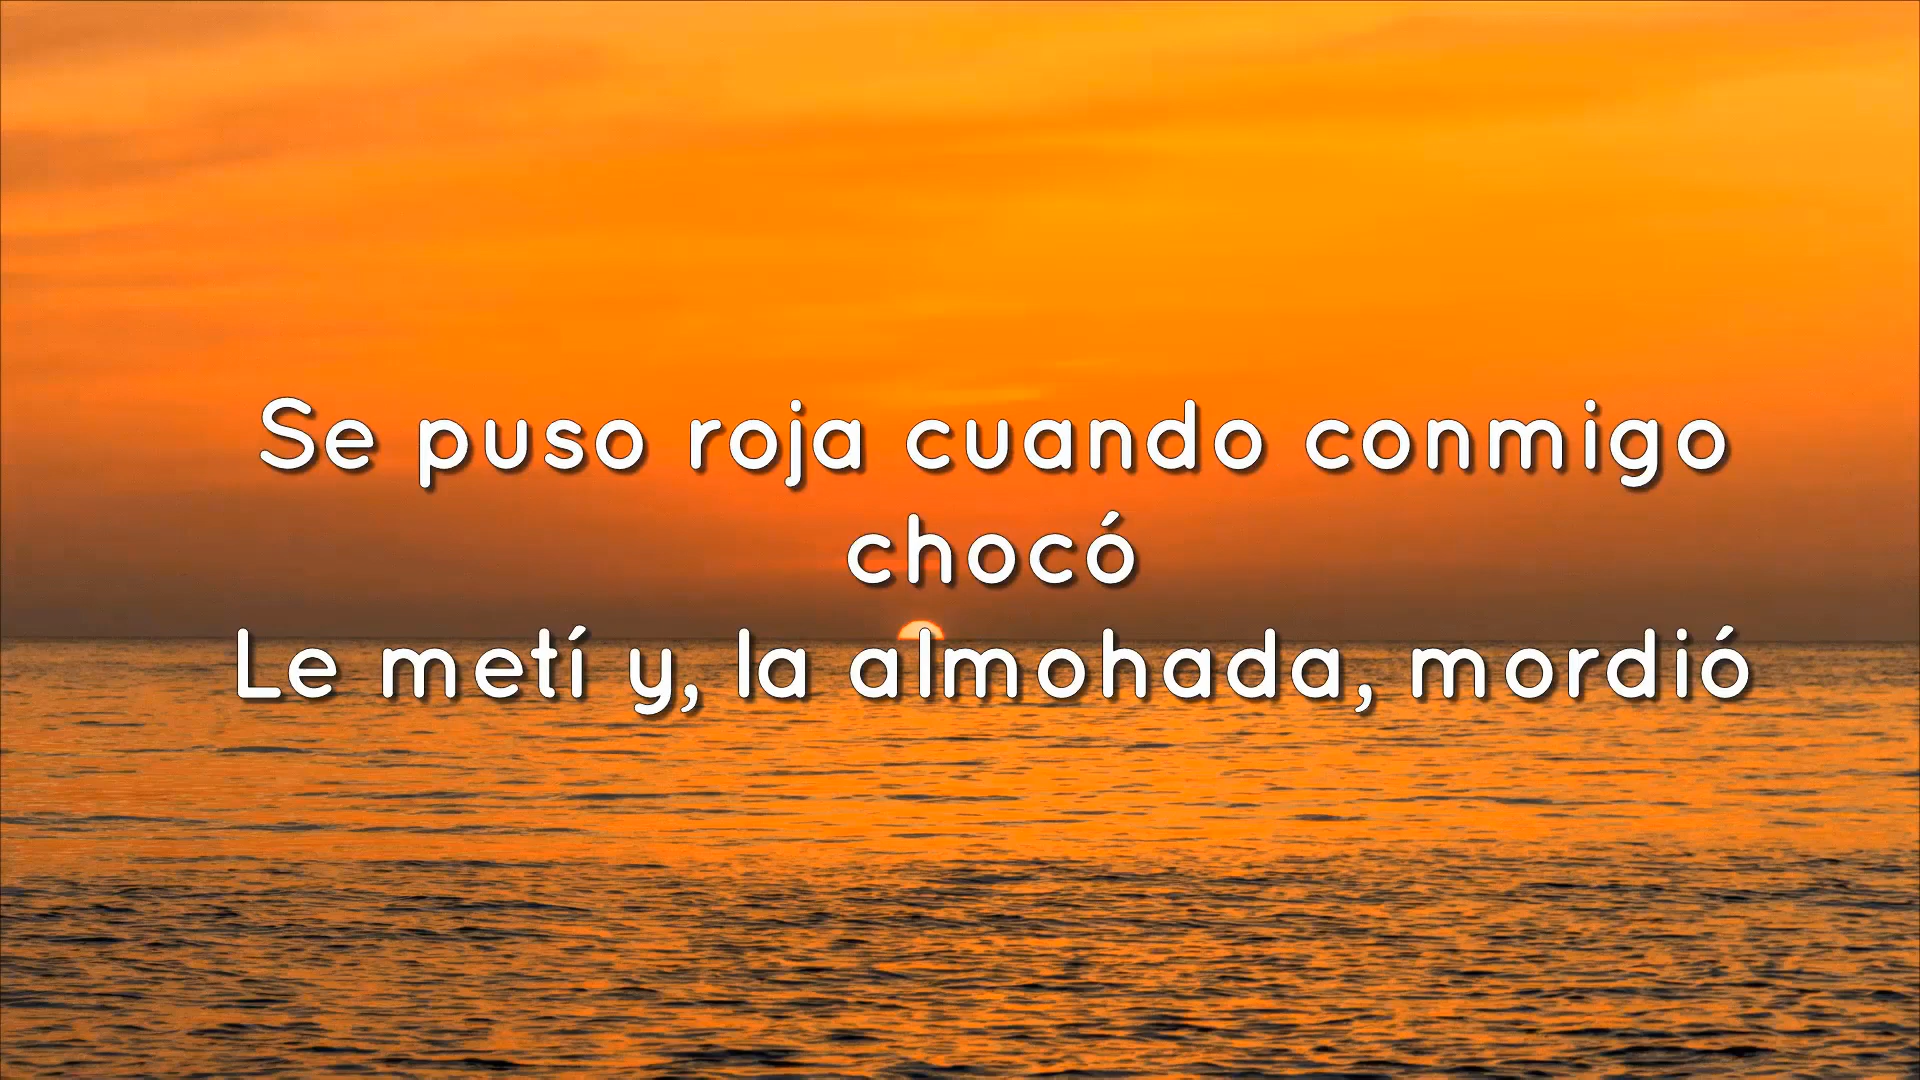 Se puso roja cuando conmigo
chocó
Le metí y, la almohada, mordió